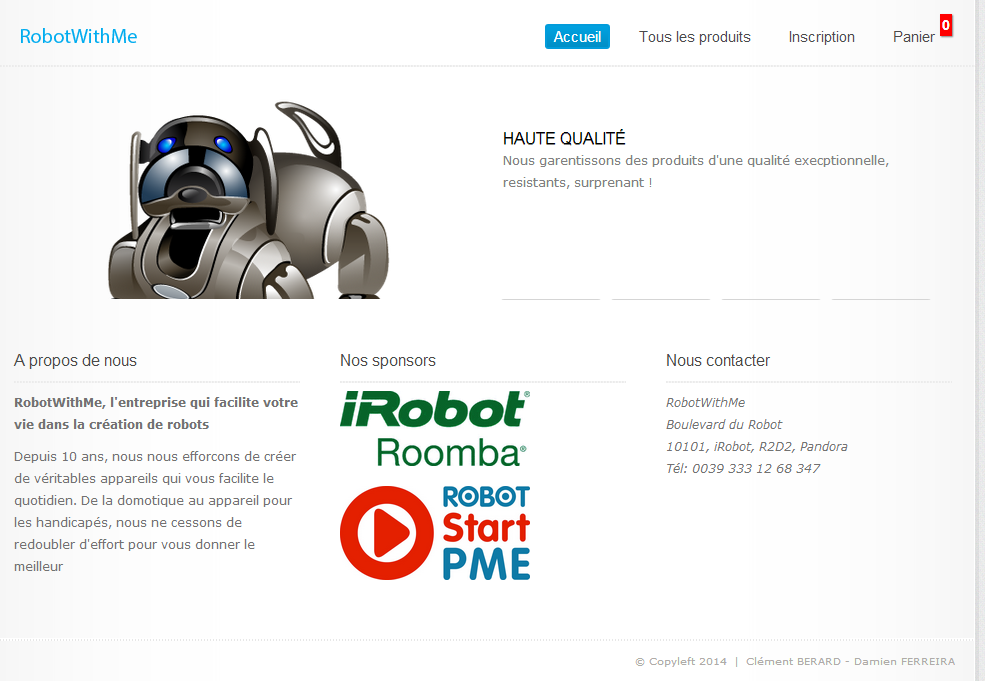 RobotWithMe
Accueil Tous les produits Inscription Panier 0
HAUTE QUALITÉ
Nous garentissons des produits d'une qualité execptionnelle,
resistants, surprenant !
A propos de nous
RobotWithMe, l'entreprise qui facilite votre
vie dans la création de robots
Depuis 10 ans, nous nous efforcons de créer
de véritables appareils qui vous facilite le
quotidien. De la domotique au appareil pour
les handicapés, nous ne cessons de
redoubler d'effort pour vous donner le
meilleur
Nos sponsors
iRobot®
Roomba®
ROBOT
Start
PME
Nous contacter
RobotWithMe
Boulevard du Robot
10101, iRobot, R2D2, Pandora
Tél: 0039 333 12 68 347
© Copyleft 2014 | Clément BERARD - Damien FERREIRA